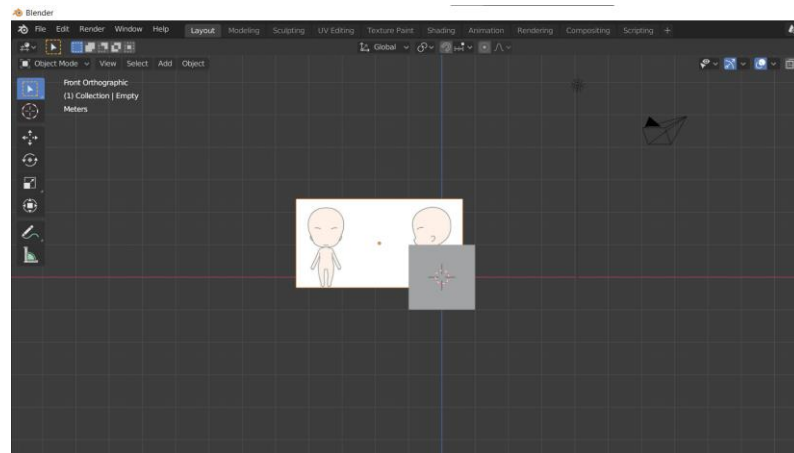 Blender
File Edit Render Window Help Layout Modeling Sculpting UV Editing Texture Paint Shading Animation Rendering Compositing Scripting +
Global
Object Mode View Select Add Object
Front Orthographic
(1) Collection | Empty
Meters